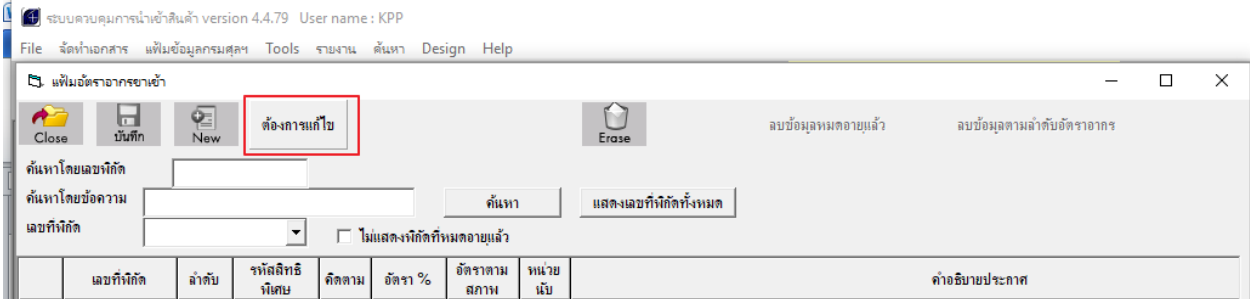 ระบบควบคุมการนำเข้าสินค้า version 4.4.79 User name : KPP
File จัดทำเอกสาร แฟ้มข้อมูลกรมศุลฯ Tools รายงาน ค้นหา Design Help
แฟ้มอัตราอากรขาเข้า
Close บันทึก New ต้องการแก้ไข Erase ลบข้อมูลหมดอายุแล้ว ลบข้อมูลตามลำดับอัตราอากร
ค้นหาโดยเลขพิกัด
ค้นหาโดยข้อความ ค้นหา แสดงเลขที่พิกัดทั้งหมด
เลขที่พิกัด ไม่แสดงพิกัดที่หมดอายุแล้ว
เลขที่พิกัด ลำดับ รหัสสิทธิพิเศษ ติดตาม อัตรา % อัตราตามสภาพ หน่วยนับ คำอธิบายประกาศ